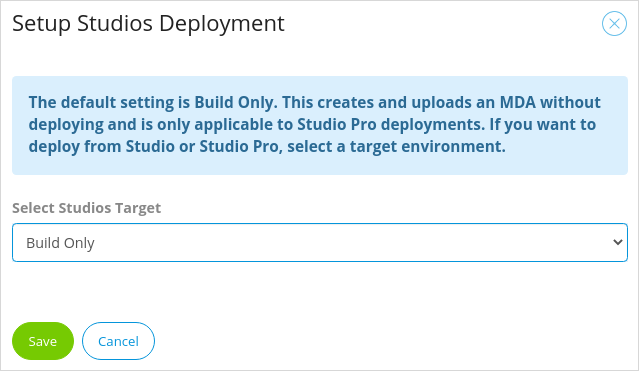 Setup Studios Deployment
The default setting is Build Only. This creates and uploads an MDA without
deploying and is only applicable to Studio Pro deployments. If you want to
deploy from Studio or Studio Pro, select a target environment.
Select Studios Target
Build Only
Save Cancel